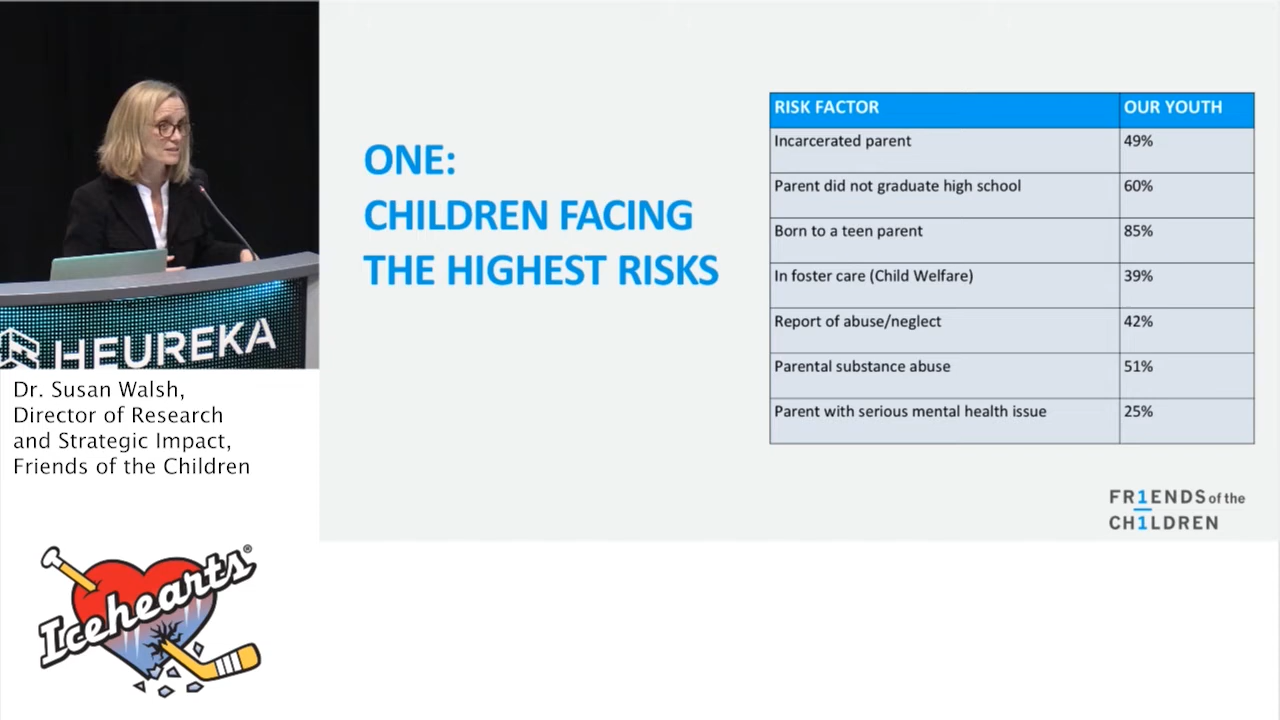 HEUREKA
Dr. Susan Walsh,
Director of Research
and Strategic Impact,
Friends of the Children
Icehearts®
ONE:
CHILDREN FACING
THE HIGHEST RISKS
RISK FACTOR OUR YOUTH
Incarcerated parent 49%
Parent did not graduate high school 60%
Born to a teen parent 85%
In foster care (Child Welfare) 39%
Report of abuse/neglect 42%
Parental substance abuse 51%
Parent with serious mental health issue 25%
FR1ENDS of the
CH1LDREN